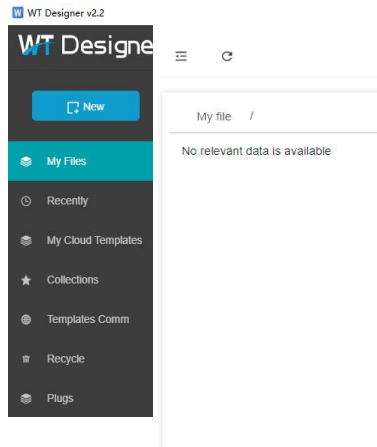 WT Designer v2.2
WT Designe
New
My file /
My Files
No relevant data is available
Recently
My Cloud Templates
Collections
Templates Comm
Recycle
Plugs